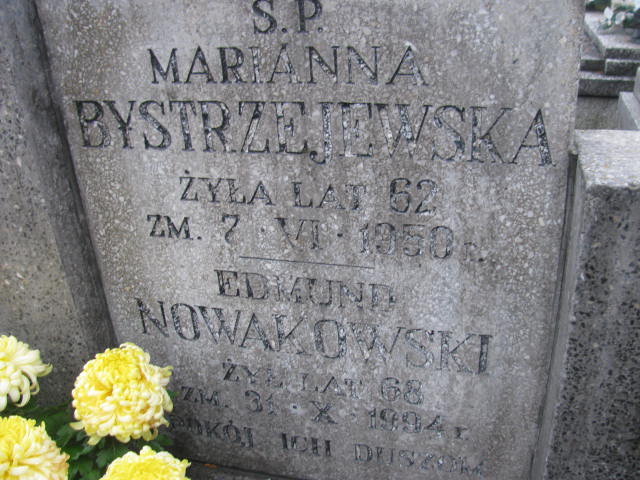 Ś.P.
MARIANNA
BYSTRZEJEWSKA
ŻYŁA LAT 62
ZM. 7 · VI · 1950 r.
EDMUND
NOWAKOWSKI
ŻYŁ LAT 68
ZM. 31 · X · 1994 r.
POKÓJ ICH DUSZOM